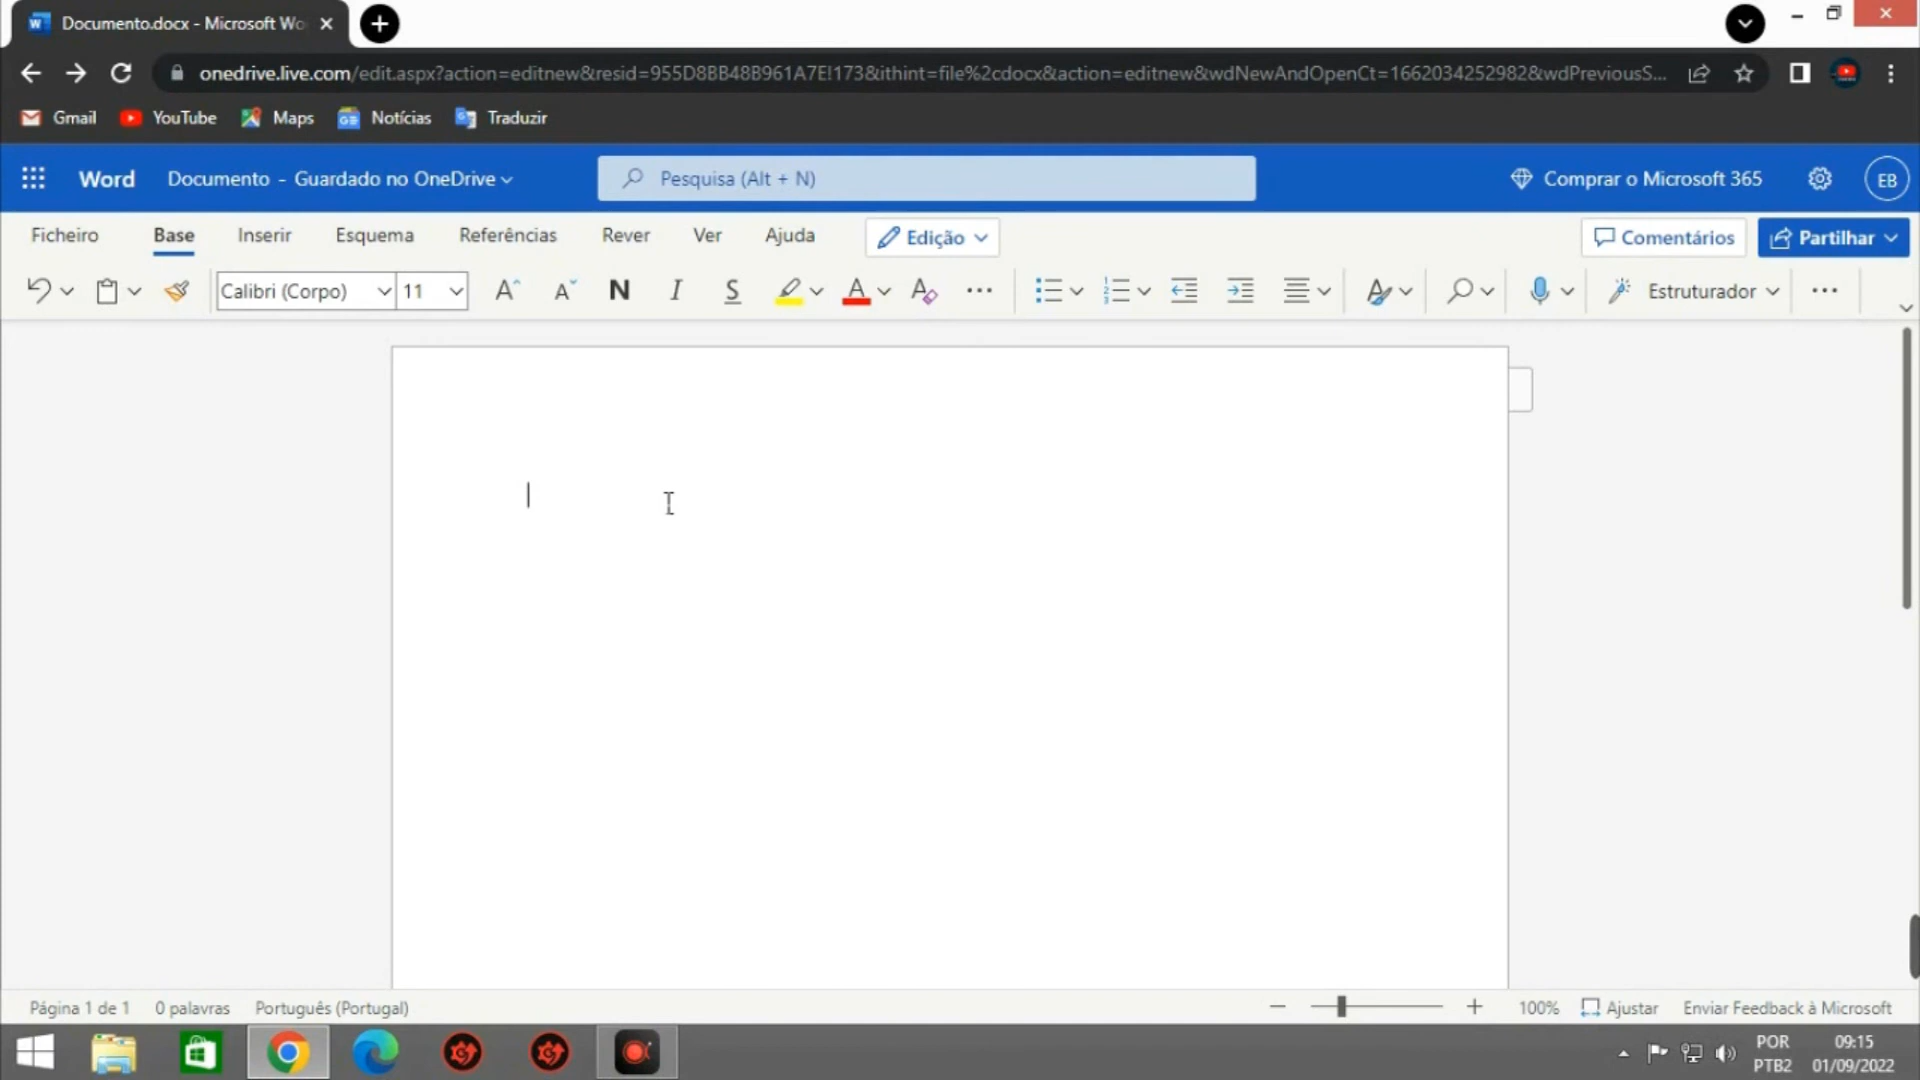 Documento.docx - Microsoft Wo
onedrive.live.com/edit.aspx?action=editnew&resid=955D8BB48B961A7E!173&ithint=file%2cdocx&action=editnew&wdNewAndOpenCt=1662034252982&wdPreviousS...
Gmail YouTube Maps Notícias Traduzir
Word Documento - Guardado no OneDrive Pesquisa (Alt + N) Comprar o Microsoft 365 EB
Ficheiro Base Inserir Esquema Referências Rever Ver Ajuda Edição Comentários Partilhar
Calibri (Corpo) 11 A A N I S A A Estruturador
Página 1 de 1 0 palavras Português (Portugal) 100% Ajustar Enviar Feedback à Microsoft
POR 09:15
PTB2 01/09/2022